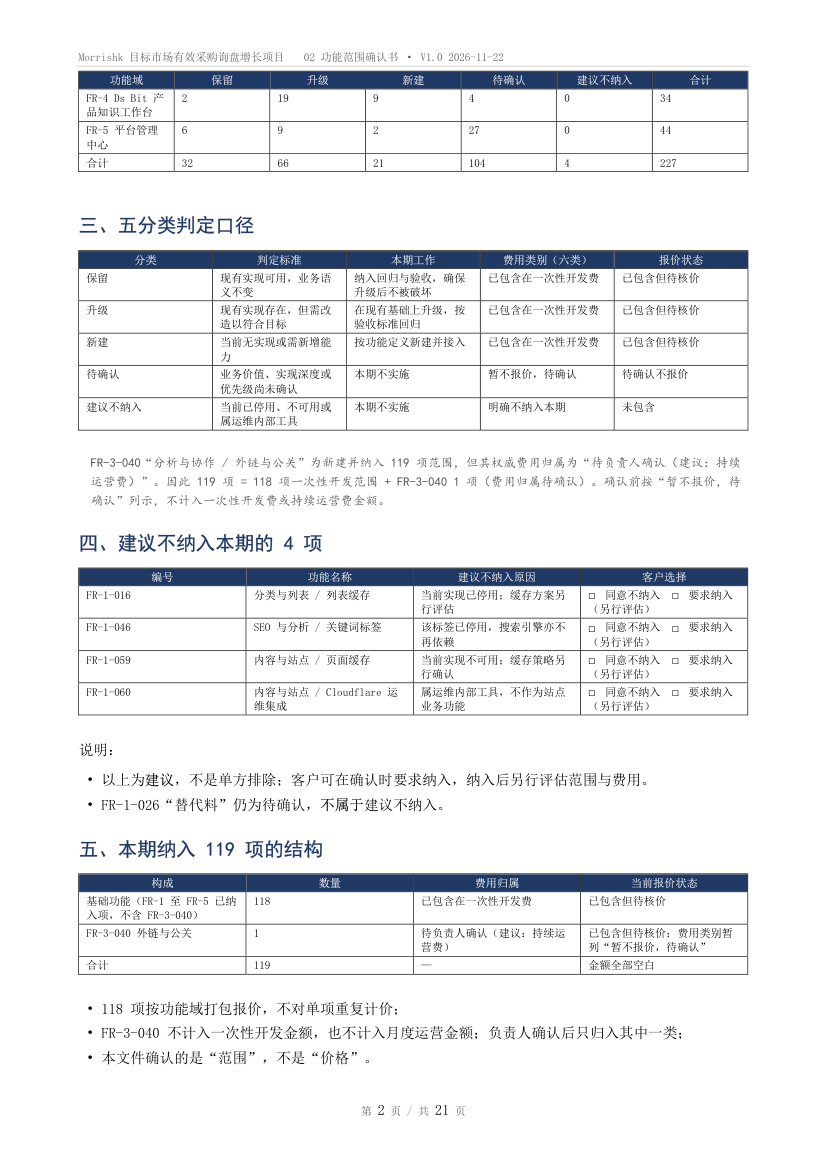 Morrishk 目标市场有效采购询盘增长项目 02 功能范围确认书 • V1.0 2026-11-22
功能域 保留 升级 新建 待确认 建议不纳入 合计
FR-4 Ds Bit 产 2 19 9 4 0 34
品知识工作台
FR-5 平台管理 6 9 2 27 0 44
中心
合计 32 66 21 104 4 227
三、五分类判定口径
分类 判定标准 本期工作 费用类别（六类） 报价状态
保留 现有实现可用，业务语 纳入回归与验收，确保 已包含在一次性开发费 已包含但待核价
义不变 升级后不被破坏
升级 现有实现存在，但需改 在现有基础上升级，按 已包含在一次性开发费 已包含但待核价
造以符合目标 验收标准回归
新建 当前无实现或需新增能 按功能定义新建并接入 已包含在一次性开发费 已包含但待核价
力
待确认 业务价值、实现深度或 本期不实施 暂不报价，待确认 待确认不报价
优先级尚未确认
建议不纳入 当前已停用、不可用或 本期不实施 明确不纳入本期 未包含
属运维内部工具
FR-3-040“分析与协作 / 外链与公关”为新建并纳入 119 项范围，但其权威费用归属为“待负责人确认（建议：持续
运营费）”。因此 119 项 = 118 项一次性开发范围 + FR-3-040 1 项（费用归属待确认）。确认前按“暂不报价，待
确认”列示，不计入一次性开发费或持续运营费金额。
四、建议不纳入本期的 4 项
编号 功能名称 建议不纳入原因 客户选择
FR-1-016 分类与列表 / 列表缓存 当前实现已停用；缓存方案另 □ 同意不纳入 □ 要求纳入
行评估 （另行评估）
FR-1-046 SEO 与分析 / 关键词标签 该标签已停用，搜索引擎亦不 □ 同意不纳入 □ 要求纳入
再依赖 （另行评估）
FR-1-059 内容与站点 / 页面缓存 当前实现不可用；缓存策略另 □ 同意不纳入 □ 要求纳入
行确认 （另行评估）
FR-1-060 内容与站点 / Cloudflare 运 属运维内部工具，不作为站点 □ 同意不纳入 □ 要求纳入
维集成 业务功能 （另行评估）
说明：
• 以上为建议，不是单方排除；客户可在确认时要求纳入，纳入后另行评估范围与费用。
• FR-1-026“替代料”仍为待确认，不属于建议不纳入。
五、本期纳入 119 项的结构
构成 数量 费用归属 当前报价状态
基础功能（FR-1 至 FR-5 已纳 118 已包含在一次性开发费 已包含但待核价
入项，不含 FR-3-040）
FR-3-040 外链与公关 1 待负责人确认（建议：持续运 已包含但待核价；费用类别暂
营费） 列“暂不报价，待确认”
合计 119 — 金额全部空白
• 118 项按功能域打包报价，不对单项重复计价；
• FR-3-040 不计入一次性开发金额，也不计入月度运营金额；负责人确认后只归入其中一类；
• 本文件确认的是“范围”，不是“价格”。
第 2 页 / 共 21 页